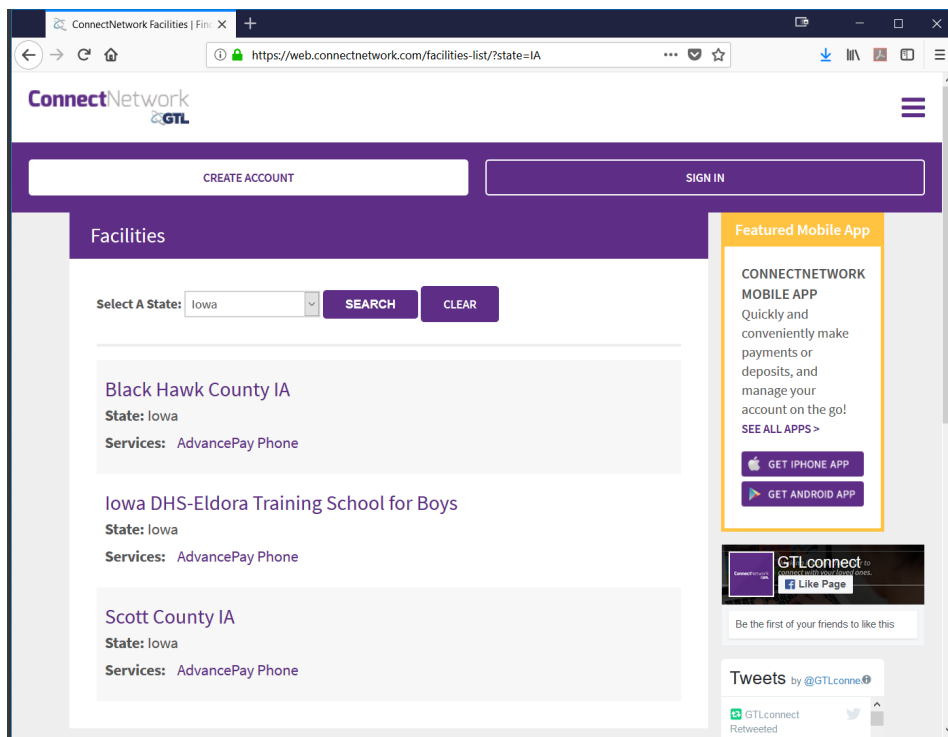 ConnectNetwork Facilities | Fin
https://web.connectnetwork.com/facilities-list/?state=IA
ConnectNetwork
GTL
CREATE ACCOUNT
SIGN IN
Facilities
Select A State: Iowa
SEARCH
CLEAR
Black Hawk County IA
State: Iowa
Services: AdvancePay Phone
Iowa DHS-Eldora Training School for Boys
State: Iowa
Services: AdvancePay Phone
Scott County IA
State: Iowa
Services: AdvancePay Phone
Featured Mobile App
CONNECTNETWORK
MOBILE APP
Quickly and
conveniently make
payments or
deposits, and
manage your
account on the go!
SEE ALL APPS >
GET IPHONE APP
GET ANDROID APP
GTLconnect
connect with your loved ones.
Like Page
Be the first of your friends to like this
Tweets by @GTLconne
GTLconnect
Retweeted